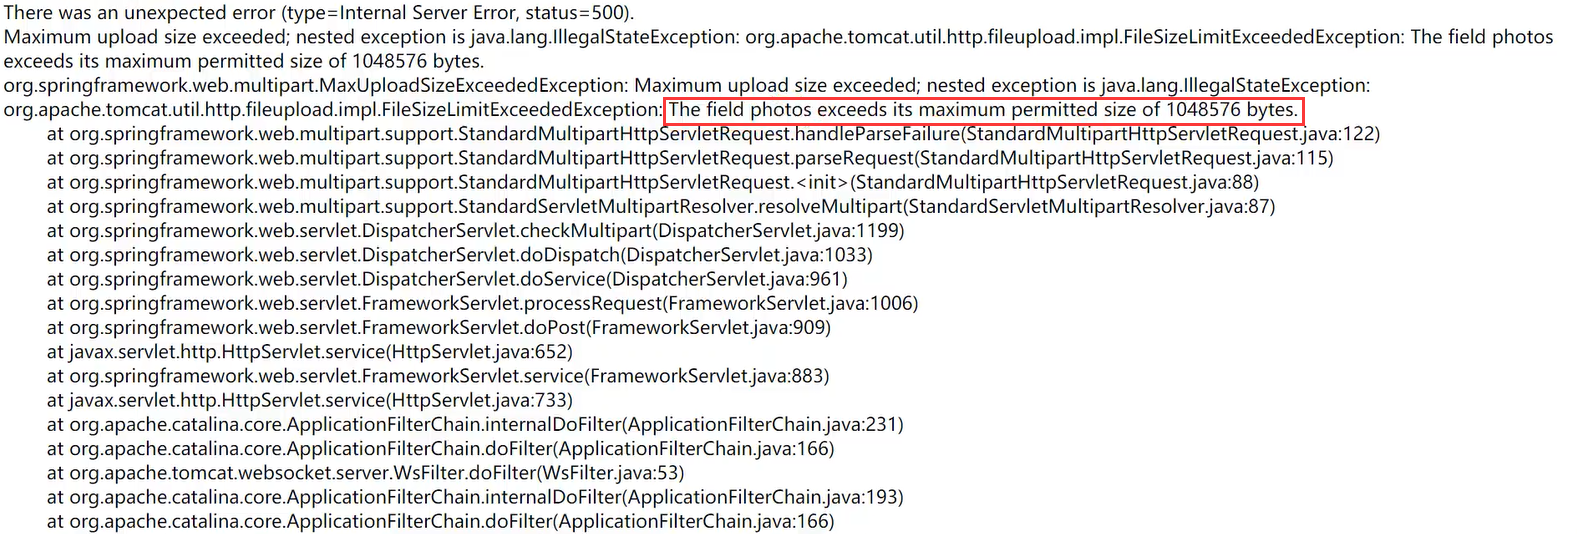 There was an unexpected error (type=Internal Server Error, status=500).
Maximum upload size exceeded; nested exception is java.lang.IllegalStateException: org.apache.tomcat.util.http.fileupload.impl.FileSizeLimitExceededException: The field photos
exceeds its maximum permitted size of 1048576 bytes.
org.springframework.web.multipart.MaxUploadSizeExceededException: Maximum upload size exceeded; nested exception is java.lang.IllegalStateException:
org.apache.tomcat.util.http.fileupload.impl.FileSizeLimitExceededException: The field photos exceeds its maximum permitted size of 1048576 bytes.
at org.springframework.web.multipart.support.StandardMultipartHttpServletRequest.handleParseFailure(StandardMultipartHttpServletRequest.java:122)
at org.springframework.web.multipart.support.StandardMultipartHttpServletRequest.parseRequest(StandardMultipartHttpServletRequest.java:115)
at org.springframework.web.multipart.support.StandardMultipartHttpServletRequest.<init>(StandardMultipartHttpServletRequest.java:88)
at org.springframework.web.multipart.support.StandardServletMultipartResolver.resolveMultipart(StandardServletMultipartResolver.java:87)
at org.springframework.web.servlet.DispatcherServlet.checkMultipart(DispatcherServlet.java:1199)
at org.springframework.web.servlet.DispatcherServlet.doDispatch(DispatcherServlet.java:1033)
at org.springframework.web.servlet.DispatcherServlet.doService(DispatcherServlet.java:961)
at org.springframework.web.servlet.FrameworkServlet.processRequest(FrameworkServlet.java:1006)
at org.springframework.web.servlet.FrameworkServlet.doPost(FrameworkServlet.java:909)
at javax.servlet.http.HttpServlet.service(HttpServlet.java:652)
at org.springframework.web.servlet.FrameworkServlet.service(FrameworkServlet.java:883)
at javax.servlet.http.HttpServlet.service(HttpServlet.java:733)
at org.apache.catalina.core.ApplicationFilterChain.internalDoFilter(ApplicationFilterChain.java:231)
at org.apache.catalina.core.ApplicationFilterChain.doFilter(ApplicationFilterChain.java:166)
at org.apache.tomcat.websocket.server.WsFilter.doFilter(WsFilter.java:53)
at org.apache.catalina.core.ApplicationFilterChain.internalDoFilter(ApplicationFilterChain.java:193)
at org.apache.catalina.core.ApplicationFilterChain.doFilter(ApplicationFilterChain.java:166)